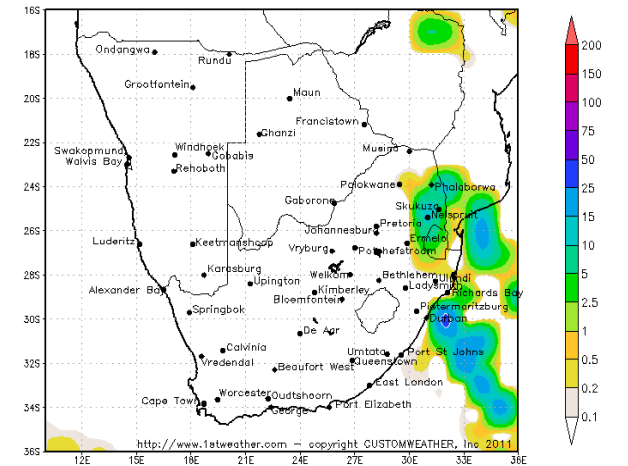 16S
200
Ondangwa
18S
Rundu
150
Grootfontein
20S
Maun
100
Francistown
75
22S
Ghanzi
Swakopmund
Windhoek
Gobabis
Musina
50
Walvis Bay
Rehoboth
24S
Polokwane
Phalaborwa
25
Gaborone
Skukuza
Nelspruit
20
26S
Johannesburg
Pretoria
15
Luderitz
Keetmanshoop
Vryburg
Potchefstroom
Ermelo
10
28S
Karasburg
Upington
Welkom
Bethlehem
Ulundi
5
Alexander Bay
Kimberley
Ladysmith
Richards Bay
Springbok
Bloemfontein
Pietermaritzburg
2.5
30S
De Aar
Durban
1
Calvinia
Umtata
Port St Johns
0.5
32S
Vredendal
Beaufort West
Queenstown
0.2
Worcester
Oudtshoorn
East London
34S
Cape Town
George
Port Elizabeth
0.1
36S
http://www.1stweather.com – copyright CUSTOMWEATHER, Inc 2011
12E 15E 18E 21E 24E 27E 30E 33E 36E